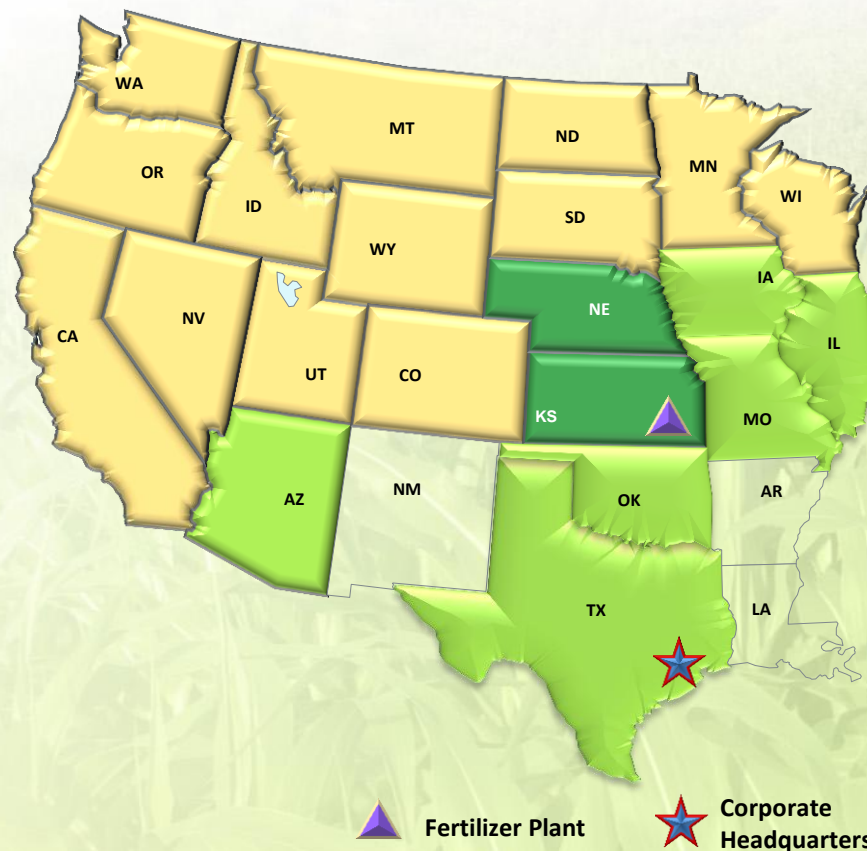 WA
MT
ND
MN
OR
ID
SD
WI
WY
IA
NE
NV
CA
UT
CO
IL
KS
MO
AZ
NM
OK
AR
TX
LA
Fertilizer Plant
Corporate
Headquarters